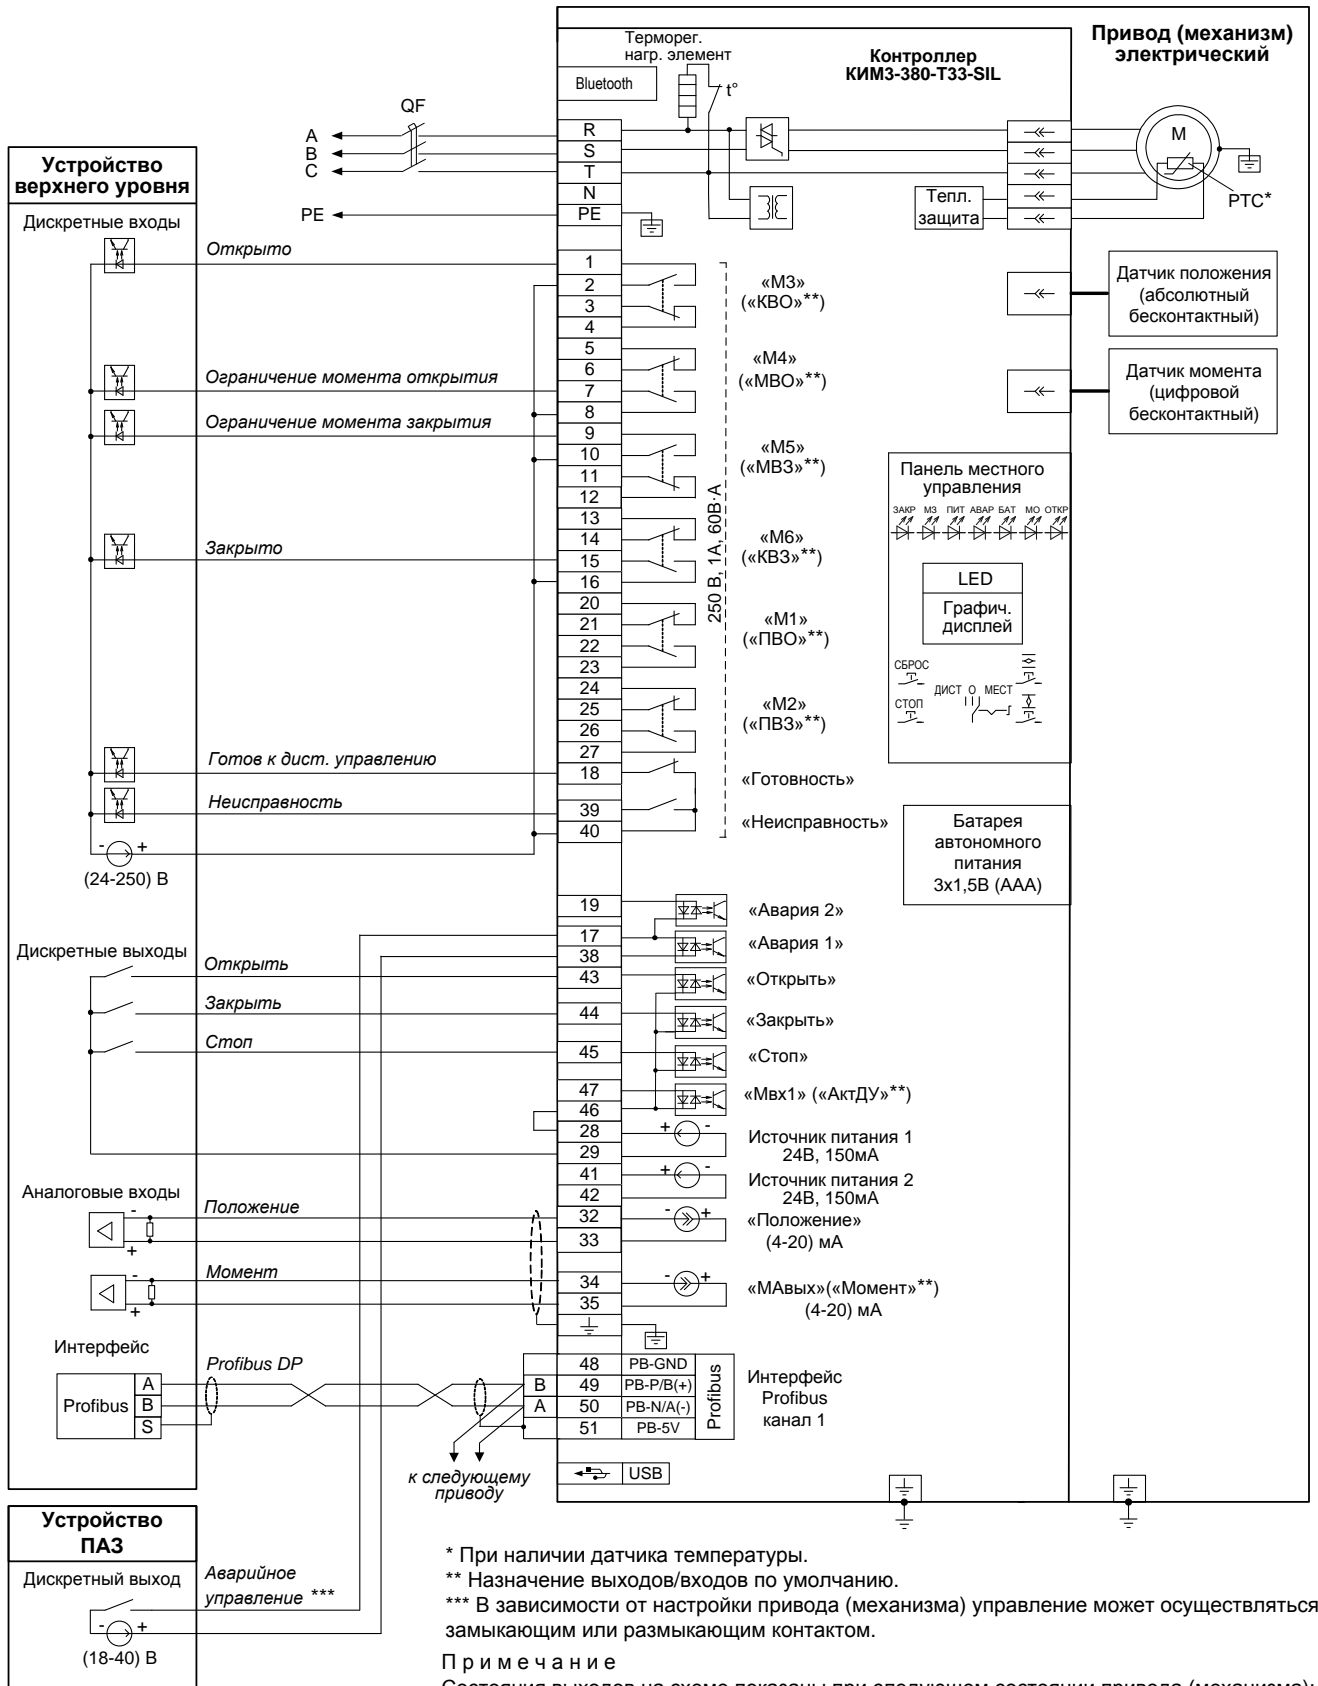 Привод (механизм)
электрический
Терморег.
нагр. элемент
Контроллер
КИМ3-380-Т33-SIL
Bluetooth
t°
QF
A
B
C
PE
R
S
T
N
PE
M
Тепл.
защита
PTC*
Устройство
верхнего уровня
Дискретные входы
Открыто
1
2
3
4
«М3»
(«КВО»**)
Датчик положения
(абсолютный
бесконтактный)
5
6
7
8
«М4»
(«МВО»**)
Ограничение момента открытия
Датчик момента
(цифровой
бесконтактный)
Ограничение момента закрытия
9
10
11
12
«М5»
(«МВЗ»**)
250 В, 1А, 60В·А
Панель местного
управления
ЗАКР МЗ ПИТ АВАР БАТ МО ОТКР
LED
Графич.
дисплей
СБРОС
СТОП
ДИСТ О МЕСТ
Закрыто
13
14
15
16
«М6»
(«КВЗ»**)
20
21
22
23
«М1»
(«ПВО»**)
24
25
26
27
«М2»
(«ПВЗ»**)
Готов к дист. управлению
18
«Готовность»
Неисправность
39
40
«Неисправность»
Батарея
автономного
питания
3х1,5В (ААА)
- +
(24-250) В
19
«Авария 2»
17
38
«Авария 1»
Дискретные выходы
Открыть
43
«Открыть»
Закрыть
44
«Закрыть»
Стоп
45
«Стоп»
47
46
«Мвх1» («АктДУ»**)
28
29
+ -
Источник питания 1
24В, 150мА
41
42
+ -
Источник питания 2
24В, 150мА
Аналоговые входы
-
+
Положение
32
33
- +
«Положение»
(4-20) мА
-
+
Момент
34
35
- +
«МАвых»(«Момент»**)
(4-20) мА
Интерфейс
Profibus
A
B
S
Profibus DP
B
A
48 PB-GND
49 PB-P/B(+)
50 PB-N/A(-)
51 PB-5V
Profibus
Интерфейс
Profibus
канал 1
к следующему
приводу
USB
Устройство
ПАЗ
Дискретный выход
Аварийное
управление ***
- +
(18-40) В
* При наличии датчика температуры.
** Назначение выходов/входов по умолчанию.
*** В зависимости от настройки привода (механизма) управление может осуществляться
замыкающим или размыкающим контактом.
П р и м е ч а н и е
Состояния выходов на схеме показаны при следующем состоянии привода (механизма):